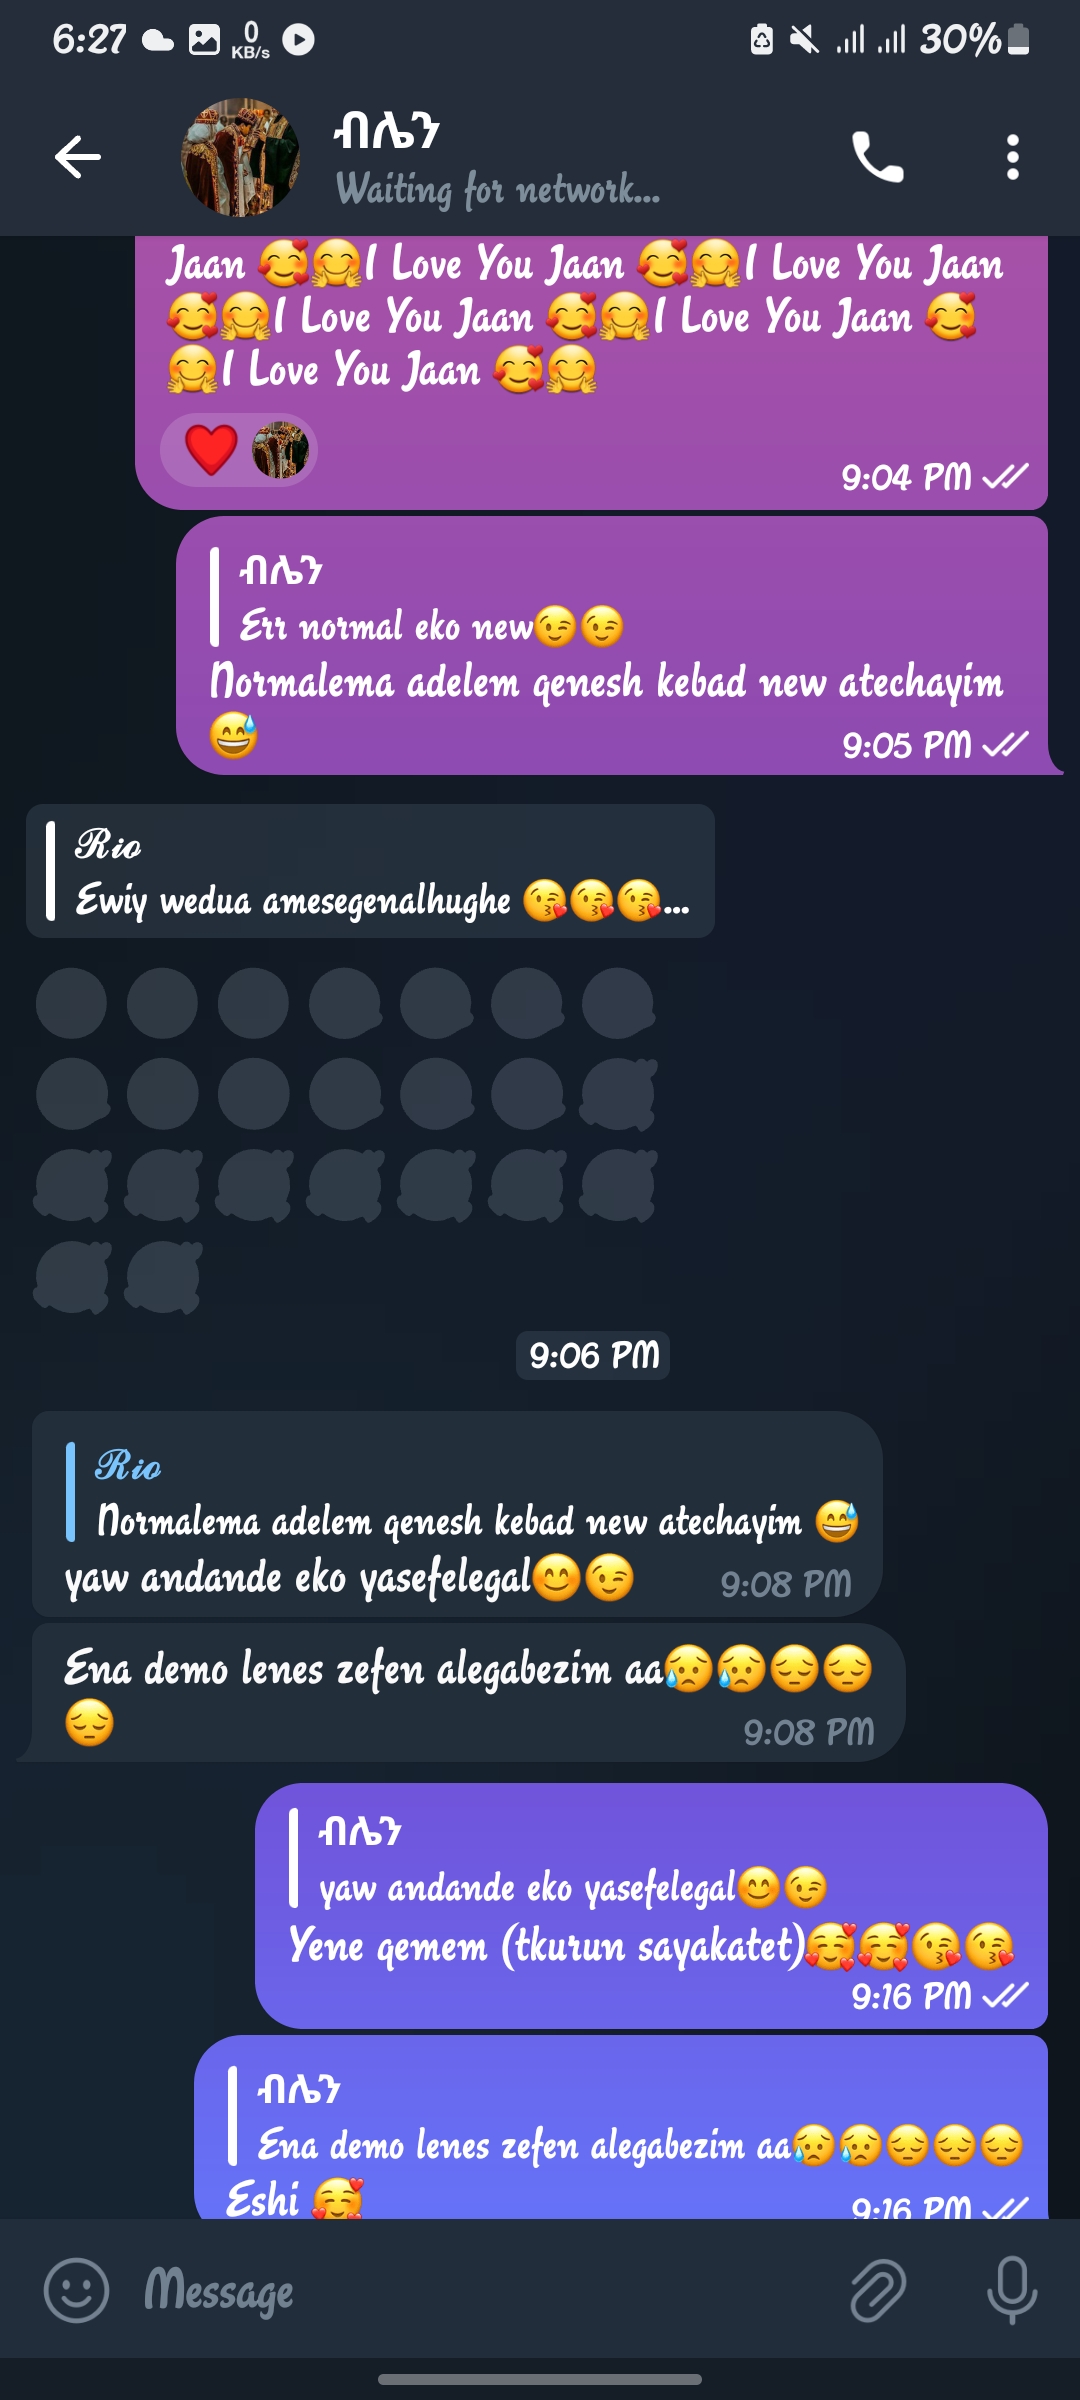 6:27 0 KB/s 30%
ብሌን
Waiting for network...
Jaan 🥰🤗I Love You Jaan 🥰🤗I Love You Jaan
🥰🤗I Love You Jaan 🥰🤗I Love You Jaan 🥰
🤗I Love You Jaan 🥰🤗
❤️
9:04 PM
ብሌን
Err normal eko new😉😉
Normalema adelem qenesh kebad new atechayim
😅
9:05 PM
Rio
Ewiy wedua amesegenalhughe 😘😘😘...
9:06 PM
Rio
Normalema adelem qenesh kebad new atechayim 😅
yaw andande eko yasefelegal😊😉
9:08 PM
Ena demo lenes zefen alegabezim aa😥😥😔😔
😔
9:08 PM
ብሌን
yaw andande eko yasefelegal😊😉
Yene qemem (tkurun sayakatet)🥰🥰😘😘
9:16 PM
ብሌን
Ena demo lenes zefen alegabezim aa😥😥😔😔😔
Eshi 🥰
9:16 PM
Message